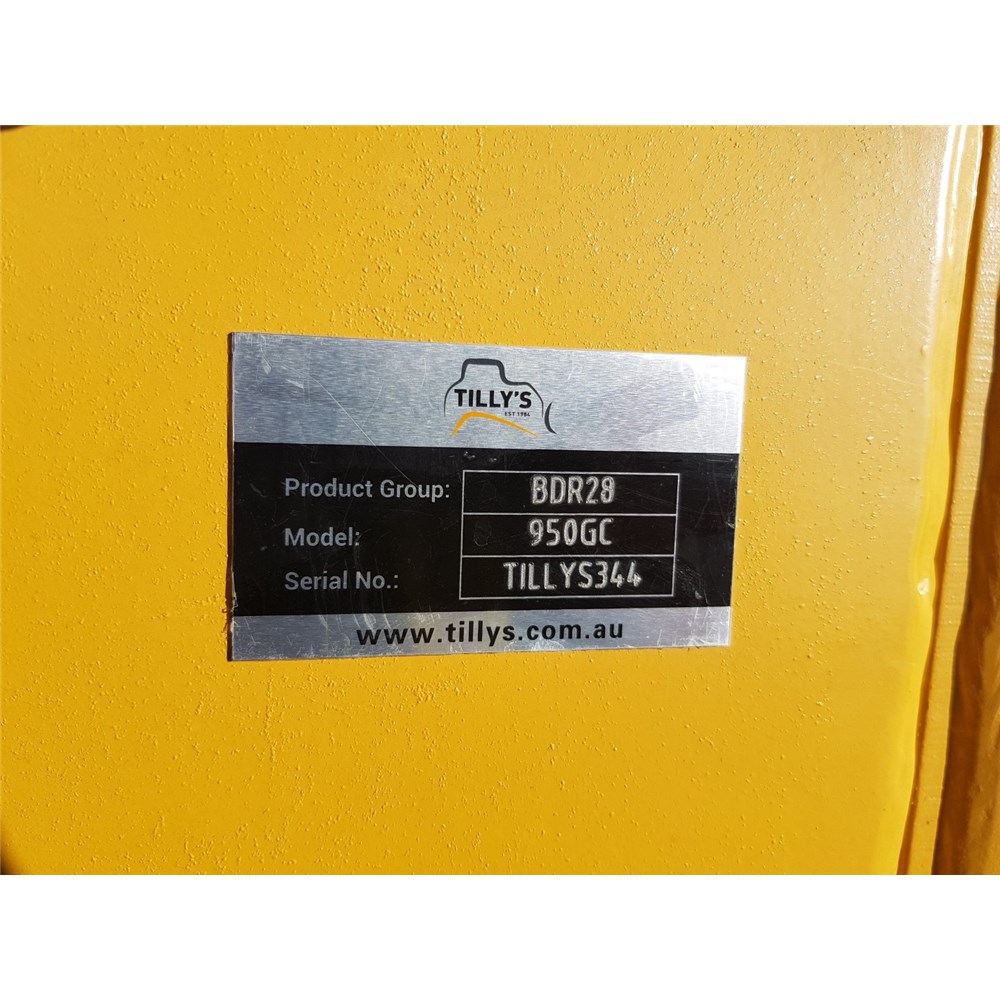 TILLY'S
EST 1984
Product Group: BDR28
Model: 950GC
Serial No.: TILLYS344
www.tillys.com.au